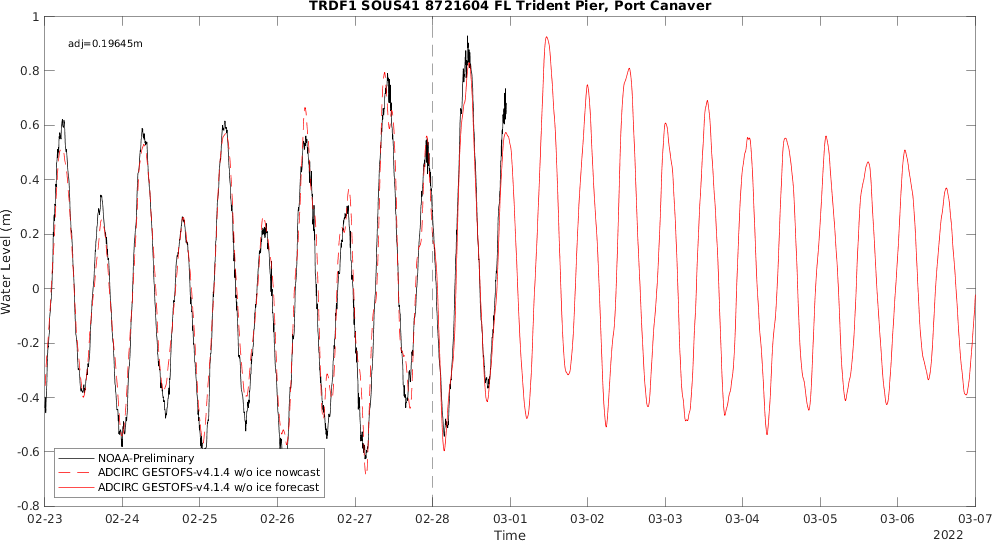 TRDF1 SOUS41 8721604 FL Trident Pier, Port Canaver
adj=0.19645m
1
0.8
0.6
0.4
0.2
0
-0.2
-0.4
-0.6
-0.8
Water Level (m)
NOAA-Preliminary
ADCIRC GESTOFS-v4.1.4 w/o ice nowcast
ADCIRC GESTOFS-v4.1.4 w/o ice forecast
02-23 02-24 02-25 02-26 02-27 02-28 03-01 03-02 03-03 03-04 03-05 03-06 03-07
Time
2022